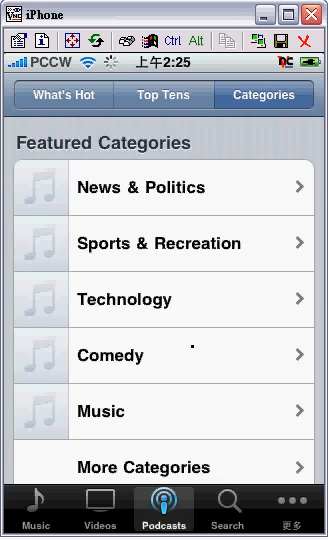 iPhone
Ctrl Alt
PCCW 上午2:25
What's Hot Top Tens Categories
Featured Categories
News & Politics
Sports & Recreation
Technology
Comedy
Music
More Categories
Music Videos Podcasts Search 更多